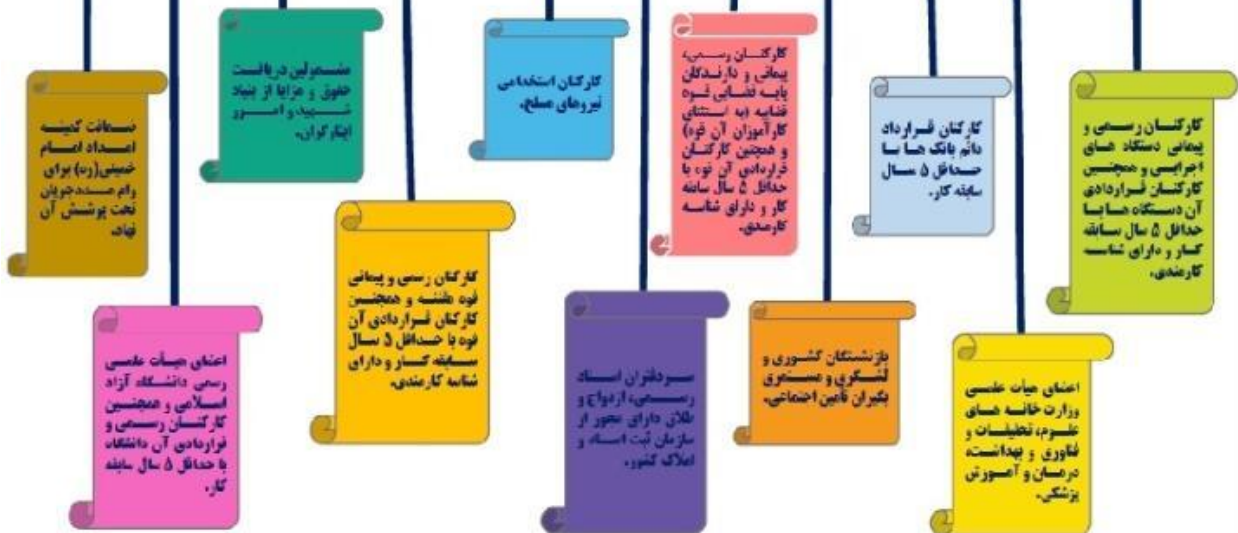 کارکنان رسمی و
پیمانی دستگاه های
اجرایی و همچنین
کارکنان قراردادی
آن دستگاه ها با
حداقل ۵ سال سابقه
کار و دارای شناسه
کارمندی.
کارکنان قرارداد
دائم بانک ها با
حداقل ۵ سال
سابقه کار.
کارکنان رسمی،
پیمانی و دارندگان
پایه قضایی قوه
قضاییه (به استثنای
کارآموزان آن قوه)
و همچنین کارکنان
قراردادی آن قوه با
حداقل ۵ سال سابقه
کار و دارای شناسه
کارمندی.
کارکنان استخدامی
نیروهای مسلح.
مشمولین دریافت
حقوق و مزایا از بنیاد
شهید و امور
ایثارگران.
ضمانت کمیته
امداد امام
خمینی(ره) برای
وام مددجویان
تحت پوشش آن
نهاد.
اعضای هیأت علمی
وزارت خانه های
علوم، تحقیقات و
فناوری و بهداشت،
درمان و آموزش
پزشکی.
بازنشستگان کشوری و
لشگری و مستمری
بگیران تأمین اجتماعی.
سردفتران اسناد
رسمی، ازدواج و
طلاق دارای مجوز از
سازمان ثبت اسناد و
املاک کشور.
کارکنان رسمی و پیمانی
قوه مقننه و همچنین
کارکنان قراردادی آن
قوه با حداقل ۵ سال
سابقه کار و دارای
شناسه کارمندی.
اعضای هیأت علمی
رسمی دانشگاه آزاد
اسلامی و همچنین
کارکنان رسمی و
قراردادی آن دانشگاه
با حداقل ۵ سال سابقه
کار.